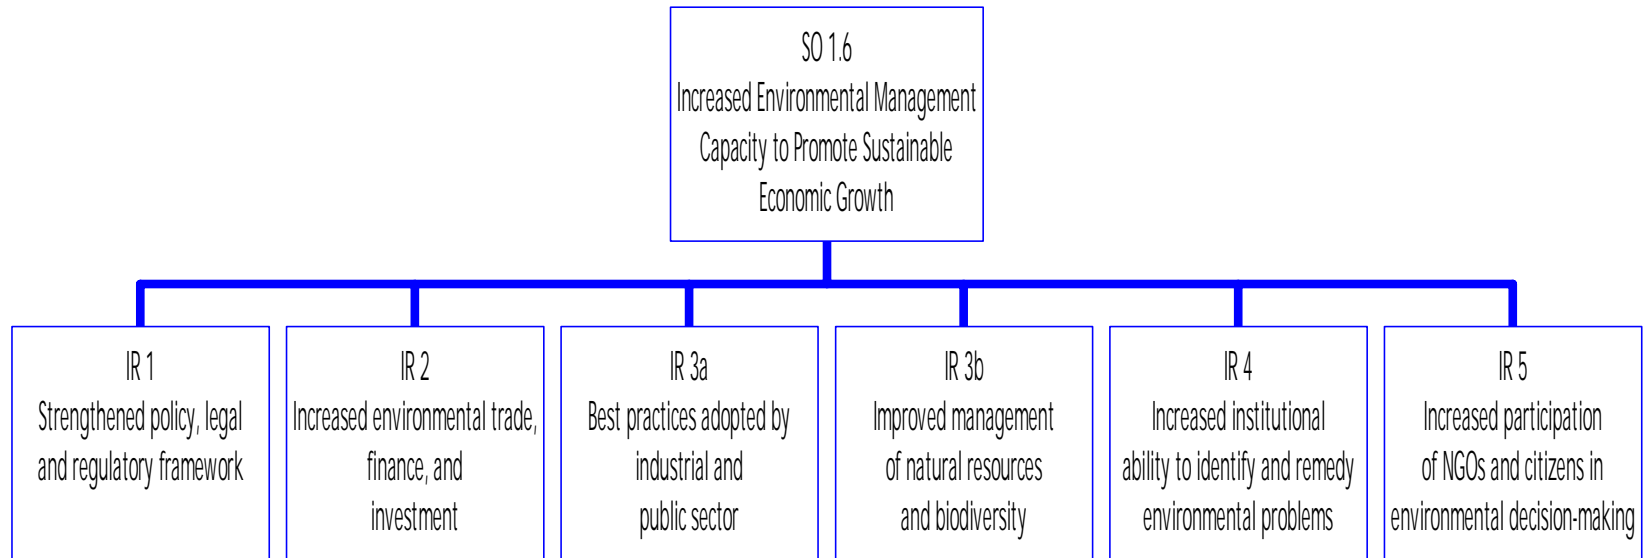 SO 1.6
Increased Environmental Management
Capacity to Promote Sustainable
Economic Growth
IR 1
Strengthened policy, legal
and regulatory framework
IR 2
Increased environmental trade,
finance, and
investment
IR 3a
Best practices adopted by
industrial and
public sector
IR 3b
Improved management
of natural resources
and biodiversity
IR 4
Increased institutional
ability to identify and remedy
environmental problems
IR 5
Increased participation
of NGOs and citizens in
environmental decision-making